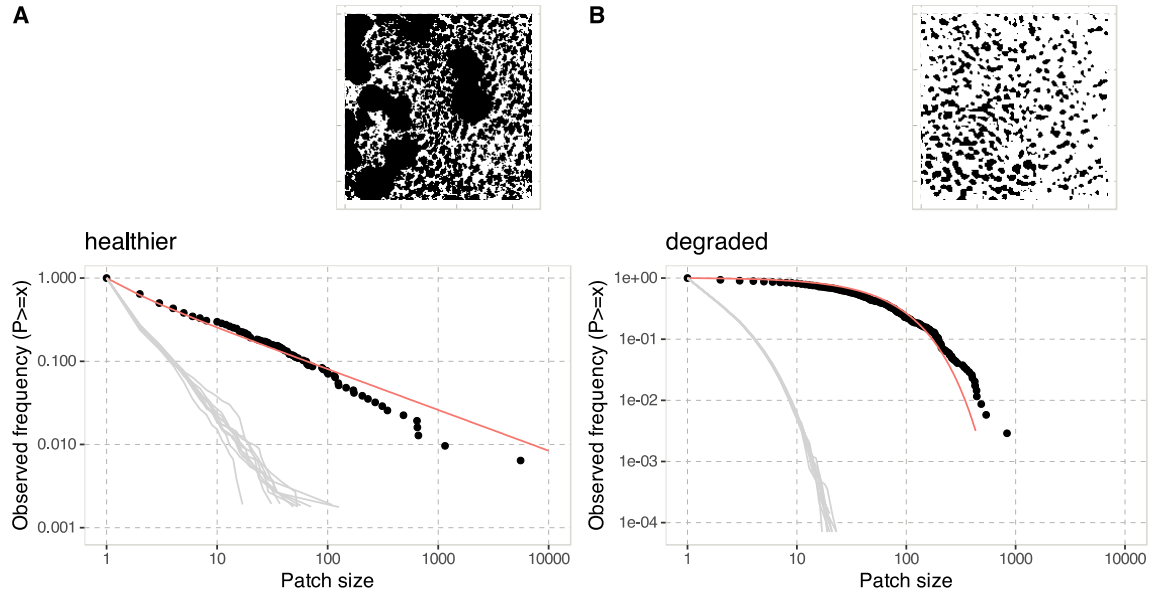 A
B
healthier
degraded
Observed frequency (P>=x)
1.000
0.100
0.010
0.001
1
10
100
1000
10000
Patch size
Observed frequency (P>=x)
1e+00
1e-01
1e-02
1e-03
1e-04
1
10
100
1000
10000
Patch size